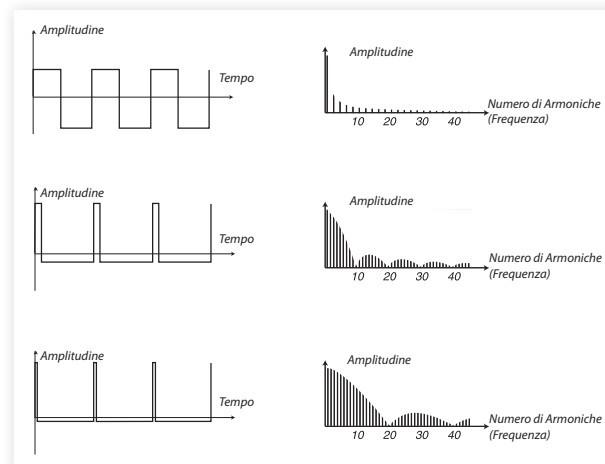 Amplitudine
Tempo
Amplitudine
Numero di Armoniche
(Frequenza)
10 20 30 40
Amplitudine
Tempo
Amplitudine
Numero di Armoniche
(Frequenza)
10 20 30 40
Amplitudine
Tempo
Amplitudine
Numero di Armoniche
(Frequenza)
10 20 30 40